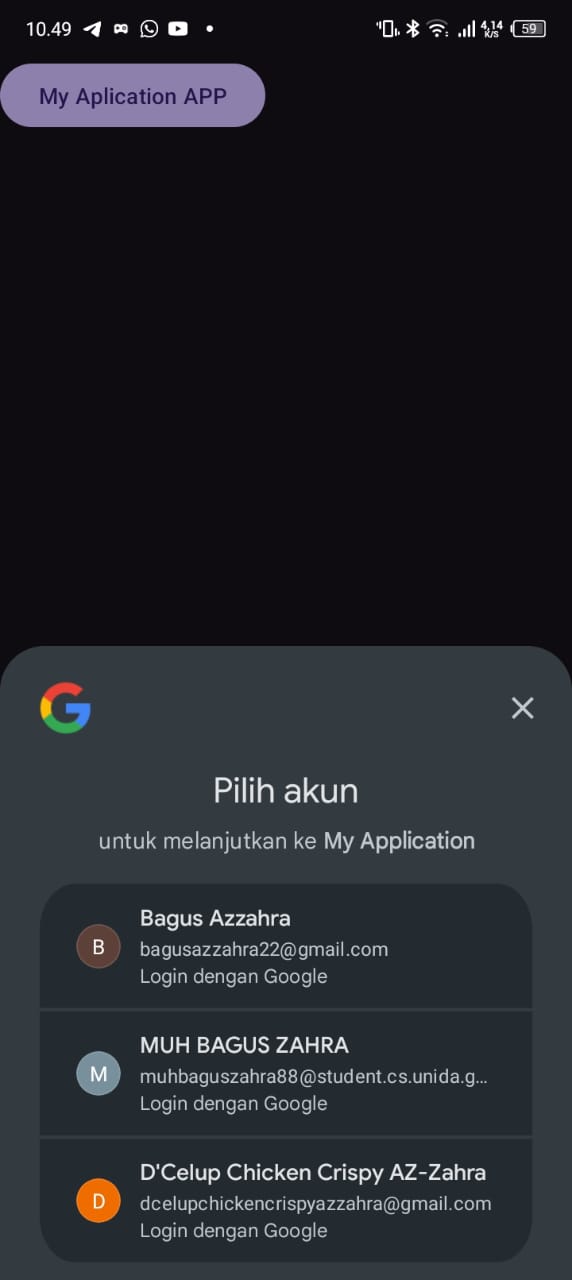 10.49
4,14
K/s
59
My Aplication APP
Pilih akun
untuk melanjutkan ke My Application
B
Bagus Azzahra
bagusazzahra22@gmail.com
Login dengan Google
M
MUH BAGUS ZAHRA
muhbaguszahra88@student.cs.unida.g...
Login dengan Google
D
D'Celup Chicken Crispy AZ-Zahra
dcelupchickencrispyazzahra@gmail.com
Login dengan Google